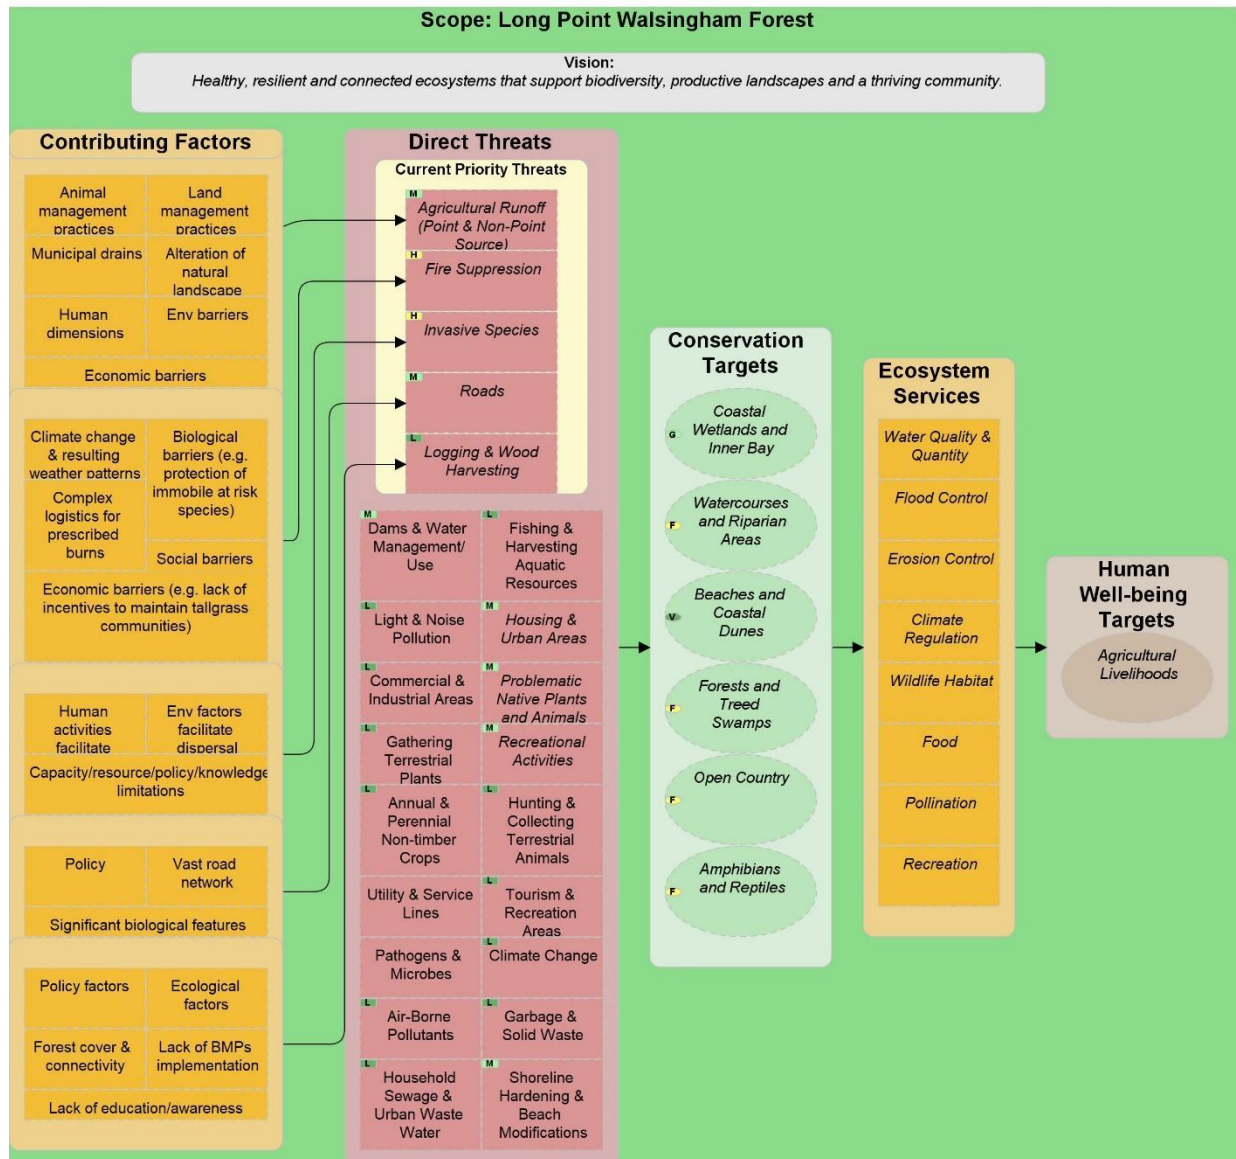 Scope: Long Point Walsingham Forest
Vision:
Healthy, resilient and connected ecosystems that support biodiversity, productive landscapes and a thriving community.
Contributing Factors
Animal
management
practices
Land
management
practices
Municipal drains
Alteration of
natural
landscape
Human
dimensions
Env barriers
Economic barriers
Climate change
& resulting
weather patterns
Biological
barriers (e.g.
protection of
immobile at risk
species)
Complex
logistics for
prescribed
burns
Social barriers
Economic barriers (e.g. lack of
incentives to maintain tallgrass
communities)
Human
activities
facilitate
Env factors
facilitate
dispersal
Capacity/resource/policy/knowledge
limitations
Policy
Vast road
network
Significant biological features
Policy factors
Ecological
factors
Forest cover &
connectivity
Lack of BMPs
implementation
Lack of education/awareness
Direct Threats
Current Priority Threats
M
Agricultural Runoff
(Point & Non-Point
Source)
H
Fire Suppression
H
Invasive Species
M
Roads
L
Logging & Wood
Harvesting
M
Dams & Water
Management/
Use
L
Fishing &
Harvesting
Aquatic
Resources
L
Light & Noise
Pollution
M
Housing &
Urban Areas
L
Commercial &
Industrial Areas
M
Problematic
Native Plants
and Animals
L
Gathering
Terrestrial
Plants
M
Recreational
Activities
L
Annual &
Perennial
Non-timber
Crops
L
Hunting &
Collecting
Terrestrial
Animals
Utility & Service
Lines
L
Tourism &
Recreation
Areas
Pathogens &
Microbes
L
Climate Change
L
Air-Borne
Pollutants
L
Garbage
& Solid Waste
L
Household
Sewage &
Urban Waste
Water
M
Shoreline
Hardening &
Beach
Modifications
Conservation
Targets
G
Coastal
Wetlands and
Inner Bay
F
Watercourses
and Riparian
Areas
V
Beaches and
Coastal
Dunes
F
Forests and
Treed
Swamps
F
Open Country
F
Amphibians
and Reptiles
Ecosystem
Services
Water Quality &
Quantity
Flood Control
Erosion Control
Climate
Regulation
Wildlife Habitat
Food
Pollination
Recreation
Human
Well-being
Targets
Agricultural
Livelihoods